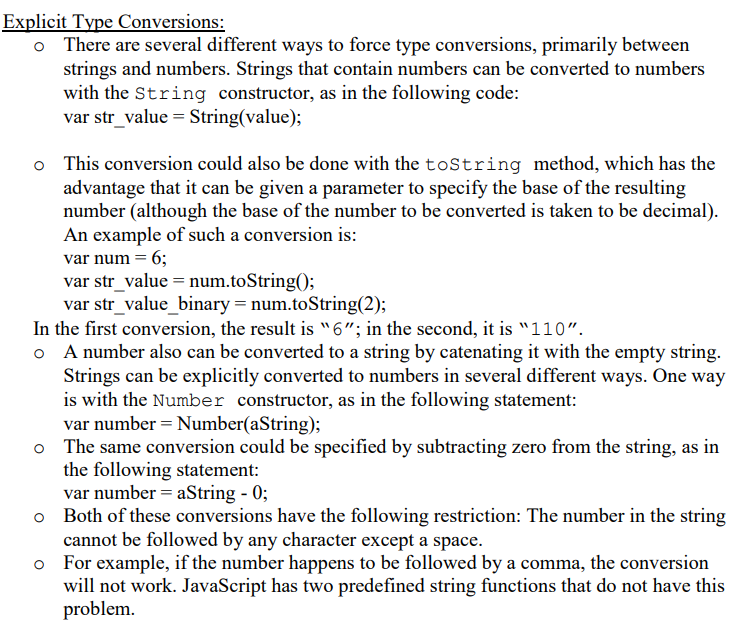 Explicit Type Conversions:
o There are several different ways to force type conversions, primarily between
strings and numbers. Strings that contain numbers can be converted to numbers
with the String constructor, as in the following code:
var str_value = String(value);
o This conversion could also be done with the toString method, which has the
advantage that it can be given a parameter to specify the base of the resulting
number (although the base of the number to be converted is taken to be decimal).
An example of such a conversion is:
var num = 6;
var str_value = num.toString();
var str_value_binary = num.toString(2);
In the first conversion, the result is “6”; in the second, it is “110”.
o A number also can be converted to a string by catenating it with the empty string.
Strings can be explicitly converted to numbers in several different ways. One way
is with the Number constructor, as in the following statement:
var number = Number(aString);
o The same conversion could be specified by subtracting zero from the string, as in
the following statement:
var number = aString - 0;
o Both of these conversions have the following restriction: The number in the string
cannot be followed by any character except a space.
o For example, if the number happens to be followed by a comma, the conversion
will not work. JavaScript has two predefined string functions that do not have this
problem.